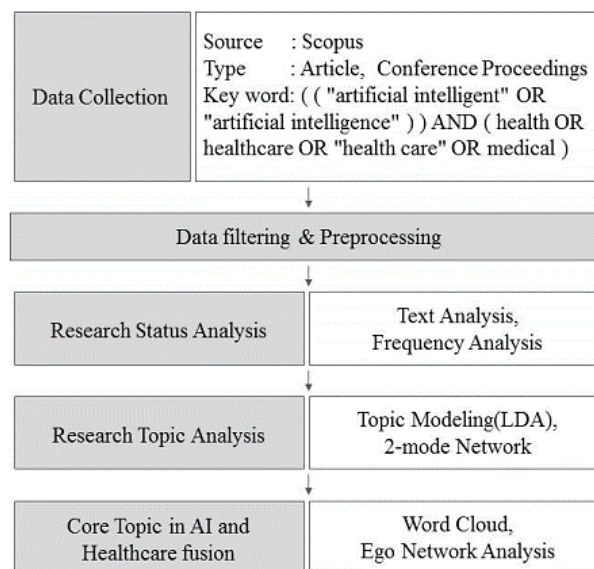 Data Collection
Source : Scopus
Type : Article, Conference Proceedings
Key word: ( ( "artificial intelligent" OR
"artificial intelligence" ) ) AND ( health OR
healthcare OR "health care" OR medical )
Data filtering & Preprocessing
Research Status Analysis
Text Analysis,
Frequency Analysis
Research Topic Analysis
Topic Modeling(LDA),
2-mode Network
Core Topic in AI and
Healthcare fusion
Word Cloud,
Ego Network Analysis